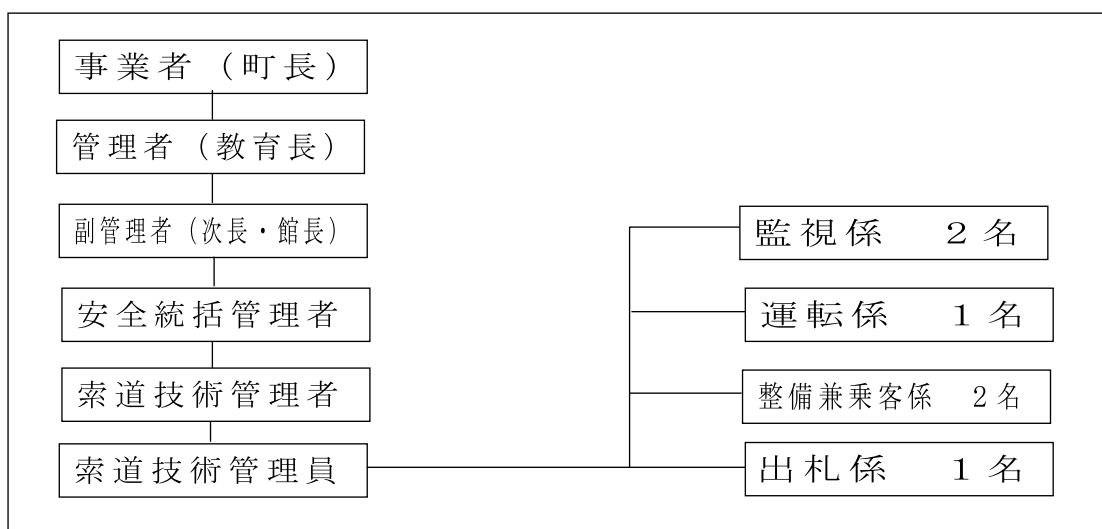 事業者（町長）
管理者（教育長）
副管理者（次長・館長）
安全統括管理者
索道技術管理者
索道技術管理員
監視係　２名
運転係　１名
整備兼乗客係　２名
出札係　１名